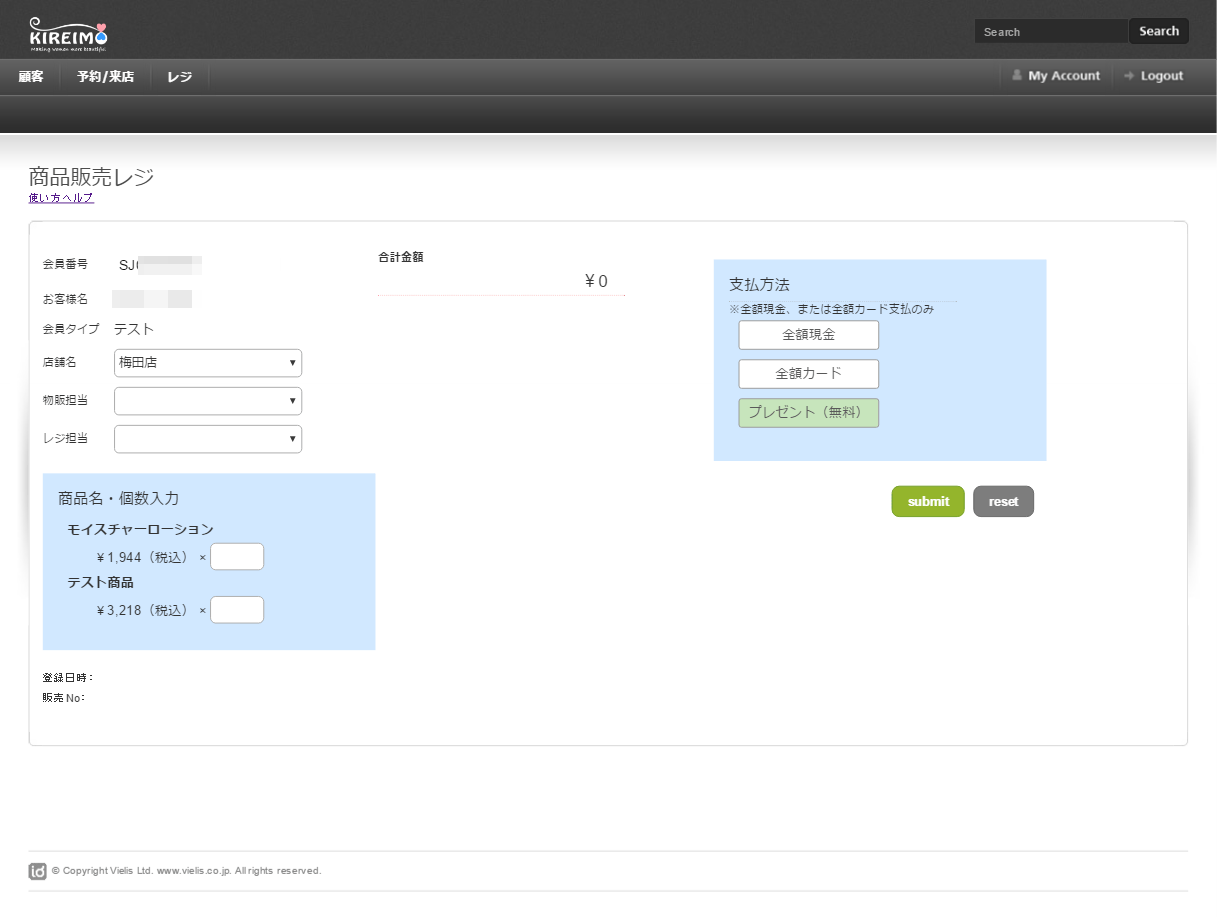 KIREIMO
making women more beautiful.
Search
Search
顧客
予約/来店
レジ
My Account
Logout
商品販売レジ
使い方ヘルプ
会員番号 SJ
お客様名
会員タイプ テスト
店舗名 梅田店
物販担当
レジ担当
合計金額
¥ 0
支払方法
※全額現金、または全額カード支払のみ
全額現金
全額カード
プレゼント（無料）
submit
reset
商品名・個数入力
モイスチャーローション
¥ 1,944（税込） ×
テスト商品
¥ 3,218（税込） ×
登録日時：
販売 No：
id © Copyright Vielis Ltd. www.vielis.co.jp. All rights reserved.